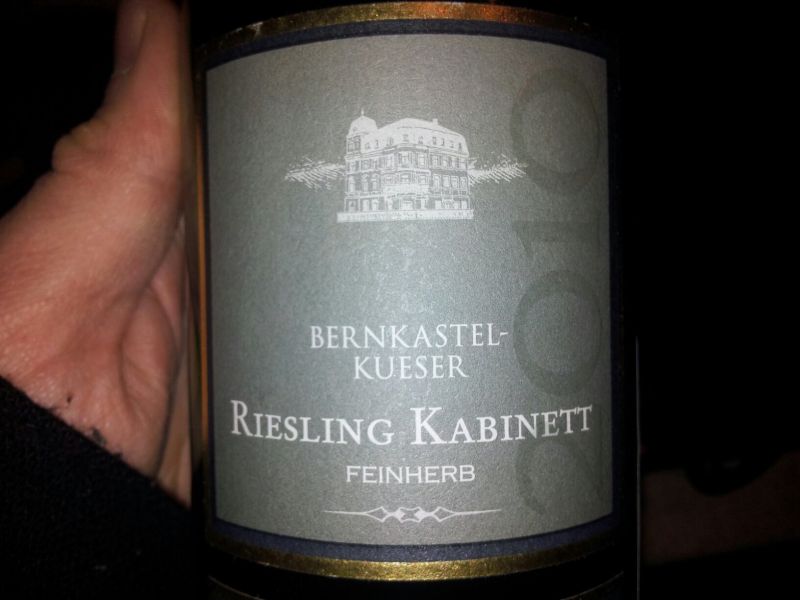 BERNKASTEL-
KUESER
RIESLING KABINETT
FEINHERB
2010